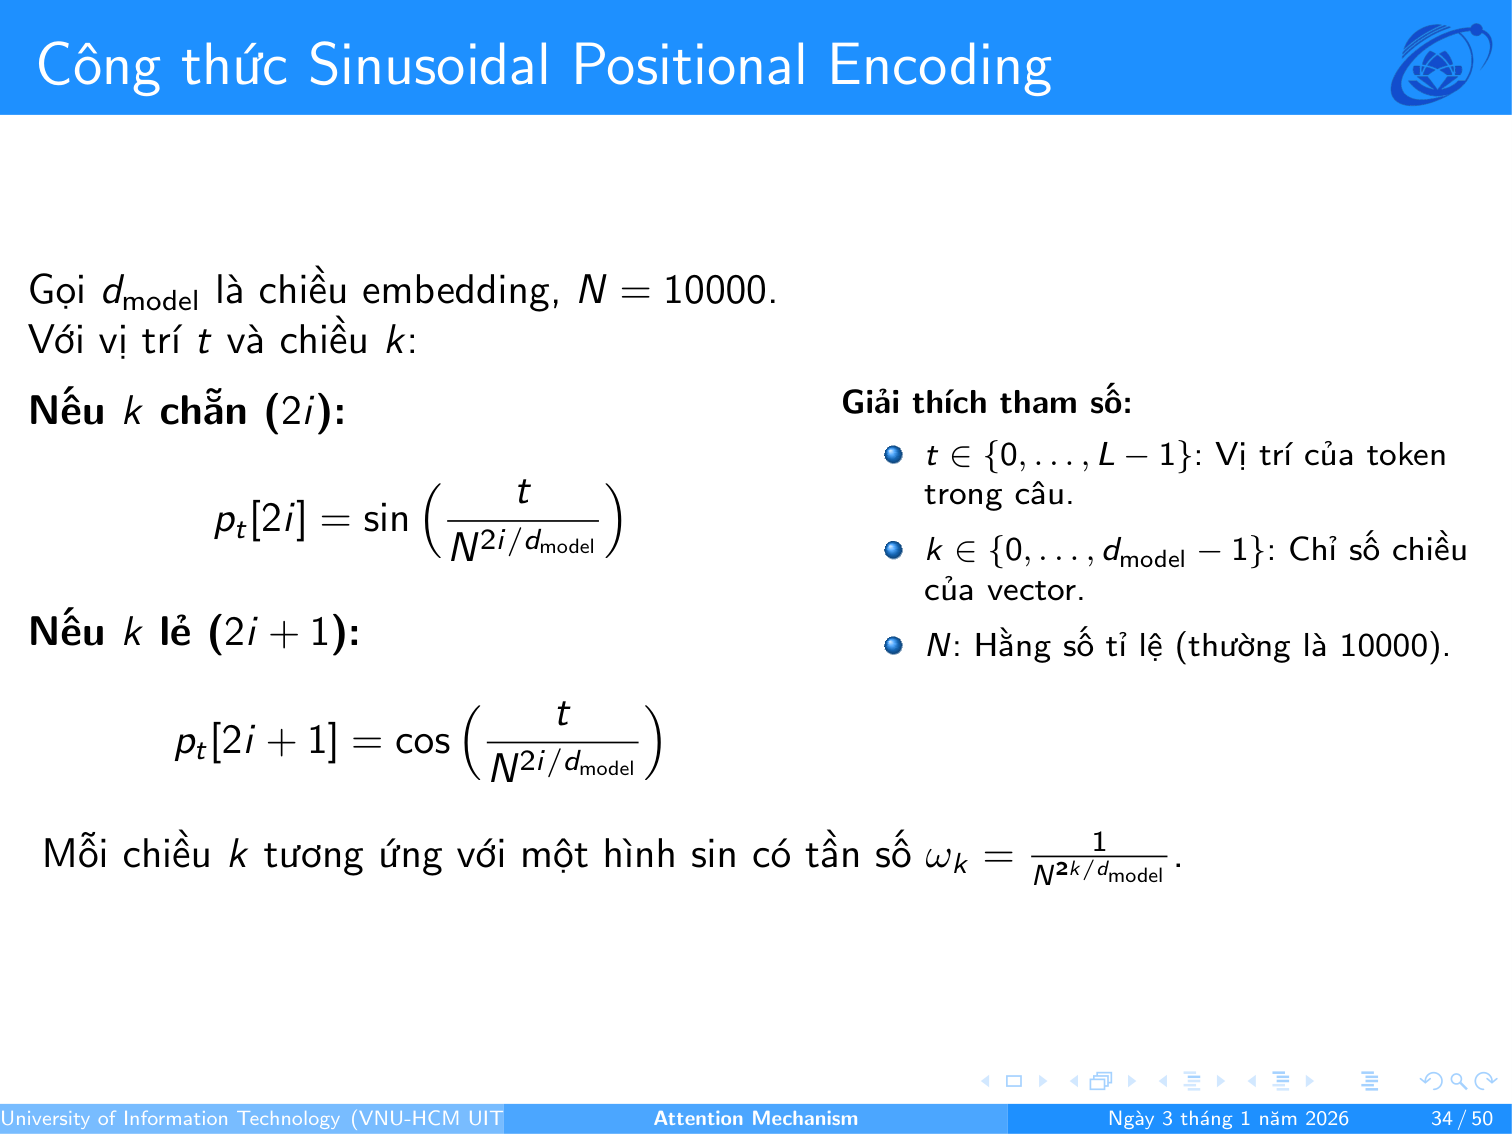 Công thức Sinusoidal Positional Encoding
Gọi d_model là chiều embedding, N = 10000.
Với vị trí t và chiều k:
Nếu k chẵn (2i):
p_t[2i] = sin(t / N^{2i/d_model})
Nếu k lẻ (2i + 1):
p_t[2i + 1] = cos(t / N^{2i/d_model})
Giải thích tham số:
t ∈ {0, . . . , L − 1}: Vị trí của token
trong câu.
k ∈ {0, . . . , d_model − 1}: Chỉ số chiều
của vector.
N: Hằng số tỉ lệ (thường là 10000).
Mỗi chiều k tương ứng với một hình sin có tần số ω_k = 1 / N^{2k/d_model}.
University of Information Technology (VNU-HCM UIT
Attention Mechanism
Ngày 3 tháng 1 năm 2026
34 / 50